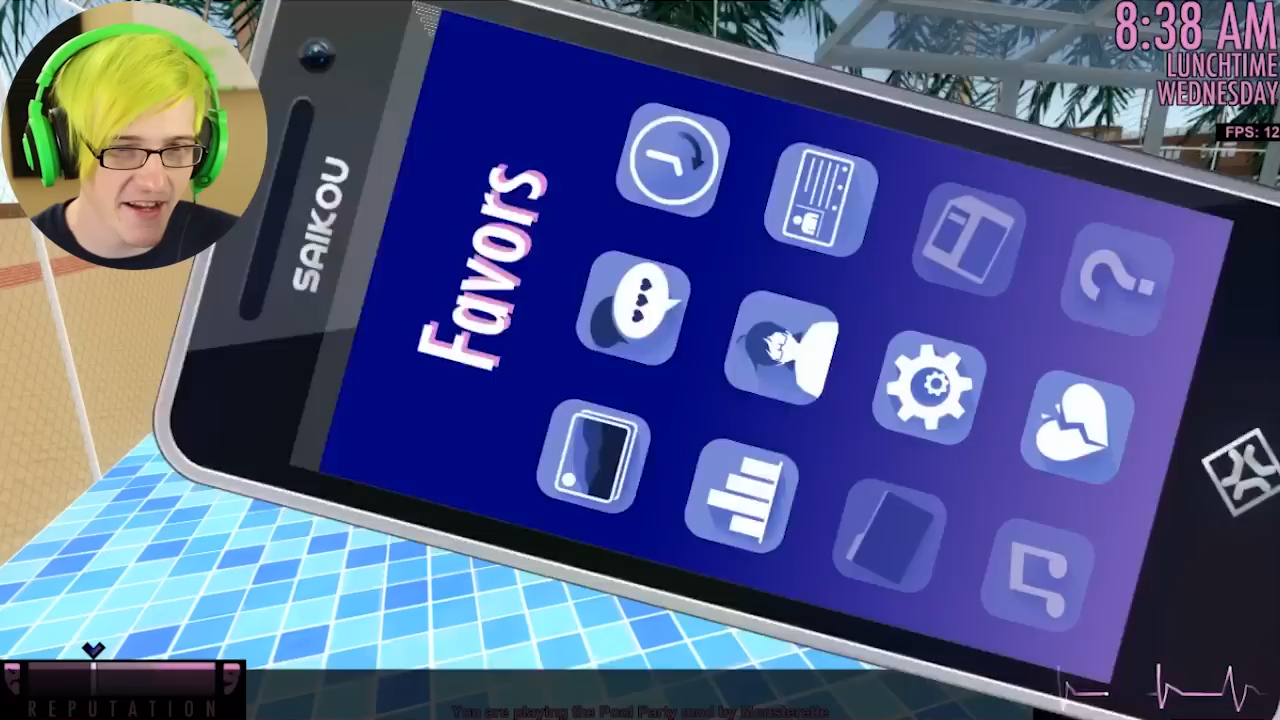 8:38 AM
LUNCHTIME
WEDNESDAY
FPS: 12
SAIKOU
Favors
REPUTATION
You are playing the Pool Party mod by Monsterette